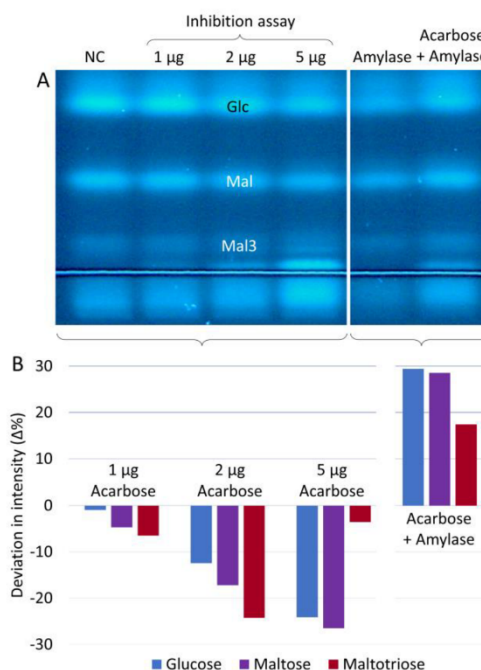 Inhibition assay
NC 1 µg 2 µg 5 µg Amylase Acarbose + Amylase
A
Glc
Mal
Mal3
B
Deviation in intensity (Δ%)
30
20
10
0
-10
-20
-30
1 µg Acarbose
2 µg Acarbose
5 µg Acarbose
Acarbose + Amylase
Glucose Maltose Maltotriose